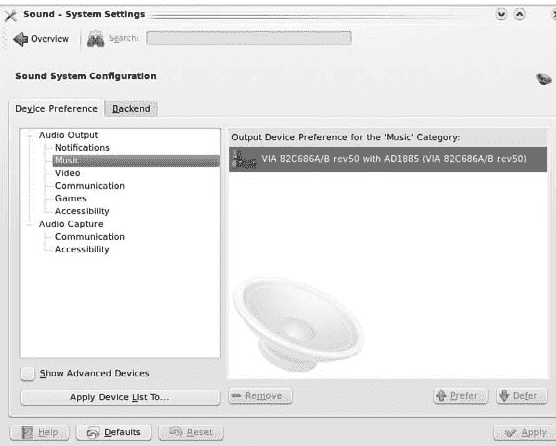 Sound - System Settings
Overview
Search:
Sound System Configuration
Device Preference
Backend
Audio Output
Notifications
Music
Video
Communication
Games
Accessibility
Audio Capture
Communication
Accessibility
Output Device Preference for the 'Music' Category:
VIA 82C686A/B rev50 with AD1885 (VIA 82C686A/B rev50)
Show Advanced Devices
Apply Device List To...
Remove
Prefer
Defer
Help
Defaults
Reset
Apply